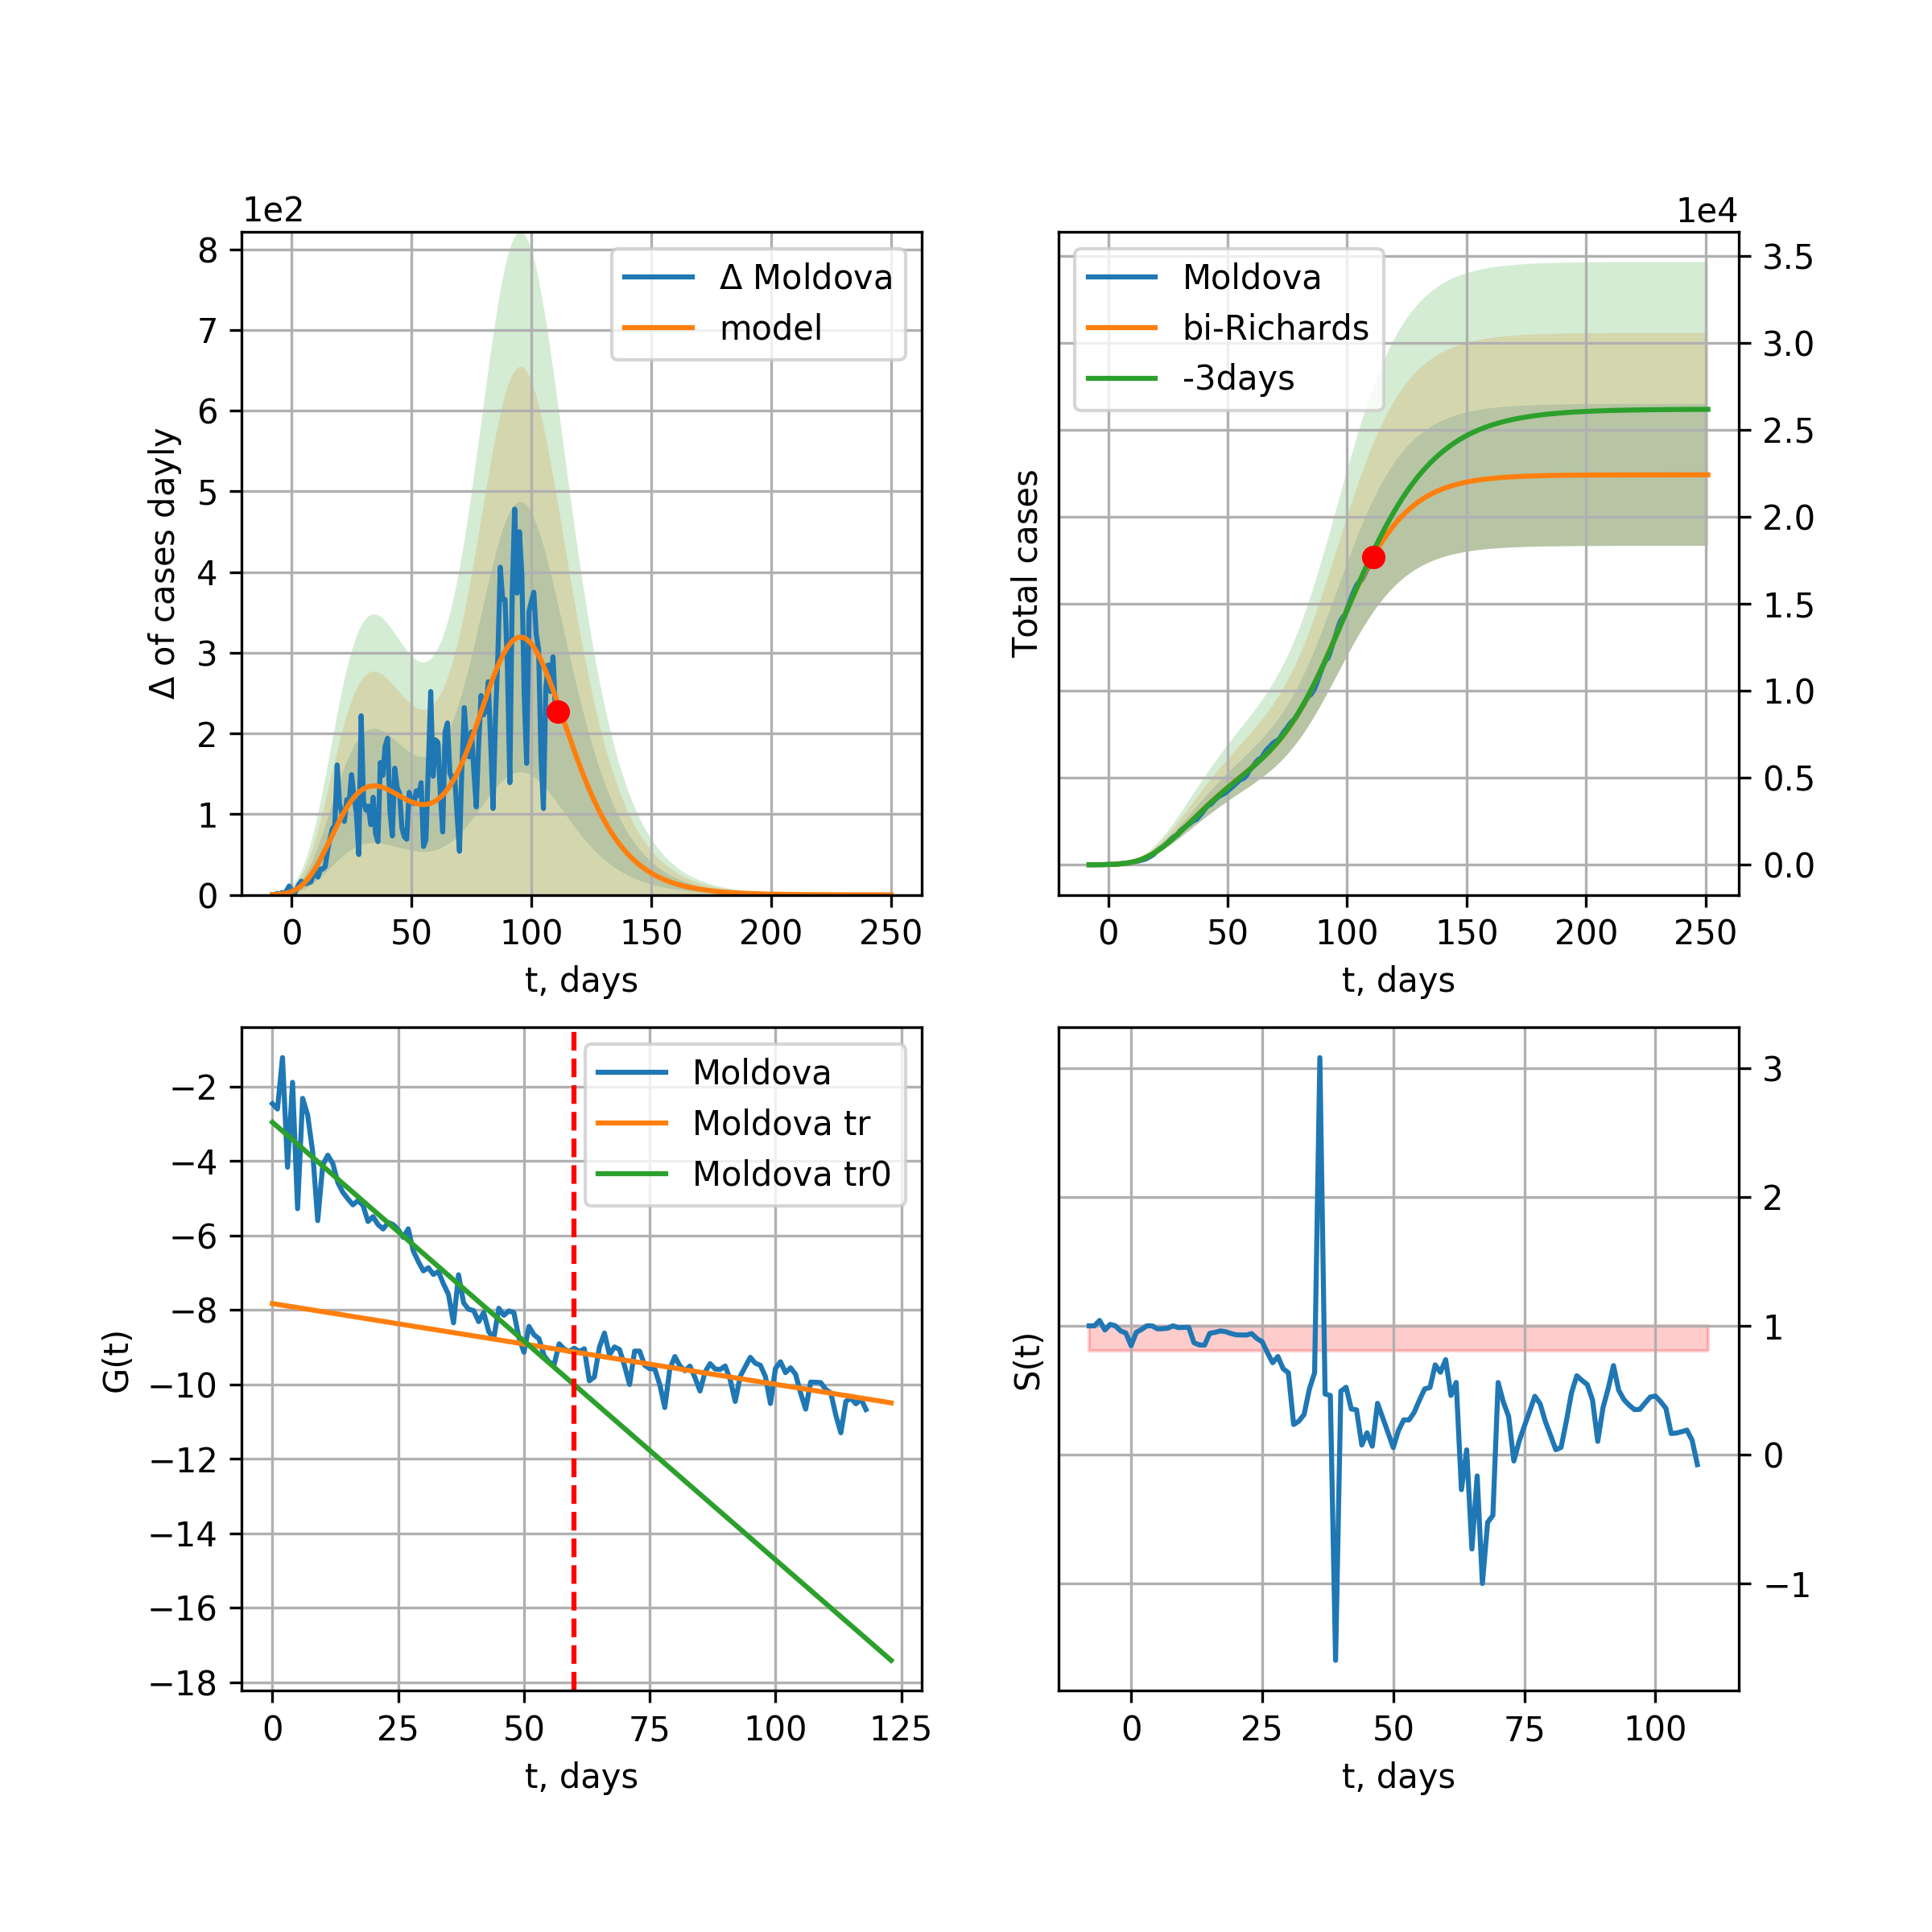 1e2
8
7
6
5
4
3
2
1
0
Δ of cases dayly
Δ Moldova
model
0 50 100 150 200 250
t, days
1e4
3.5
3.0
2.5
2.0
1.5
1.0
0.5
0.0
Total cases
Moldova
bi-Richards
-3days
0 50 100 150 200 250
t, days
−2
−4
−6
−8
−10
−12
−14
−16
−18
G(t)
Moldova
Moldova tr
Moldova tr0
0 25 50 75 100 125
t, days
3
2
1
0
−1
S(t)
0 25 50 75 100
t, days